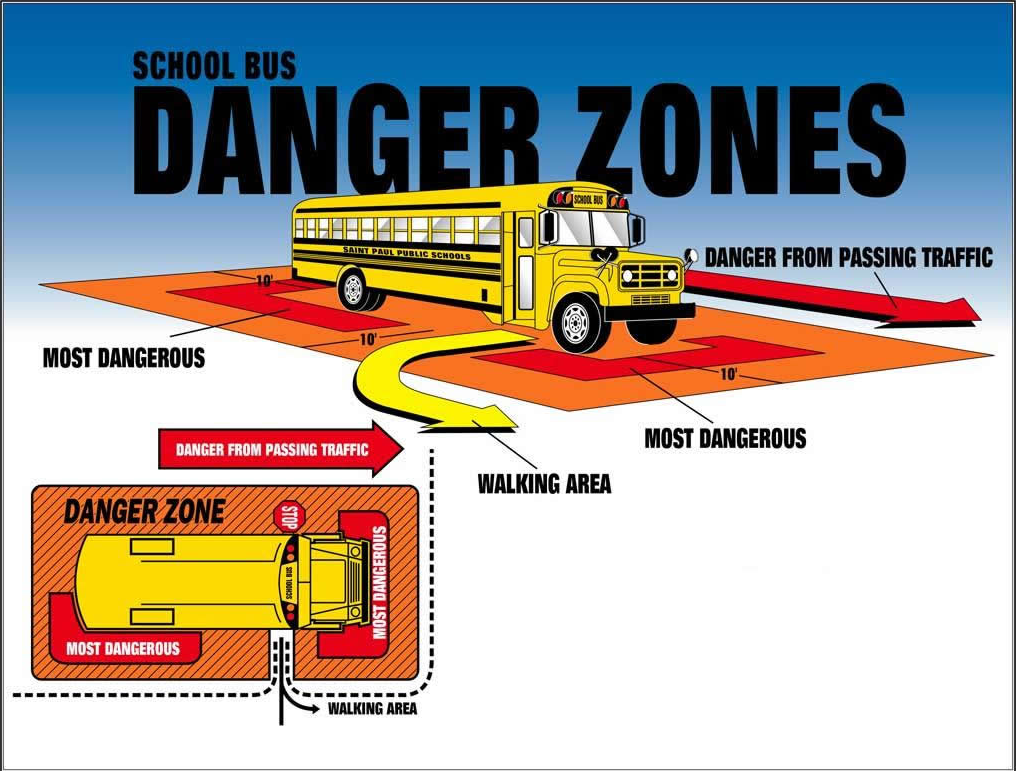 SCHOOL BUS
DANGER ZONES
SCHOOL BUS
SAINT PAUL PUBLIC SCHOOLS
DANGER FROM PASSING TRAFFIC
10'
10'
MOST DANGEROUS
10'
MOST DANGEROUS
WALKING AREA
DANGER FROM PASSING TRAFFIC
DANGER ZONE
STOP
SCHOOL BUS
MOST DANGEROUS
MOST DANGEROUS
WALKING AREA